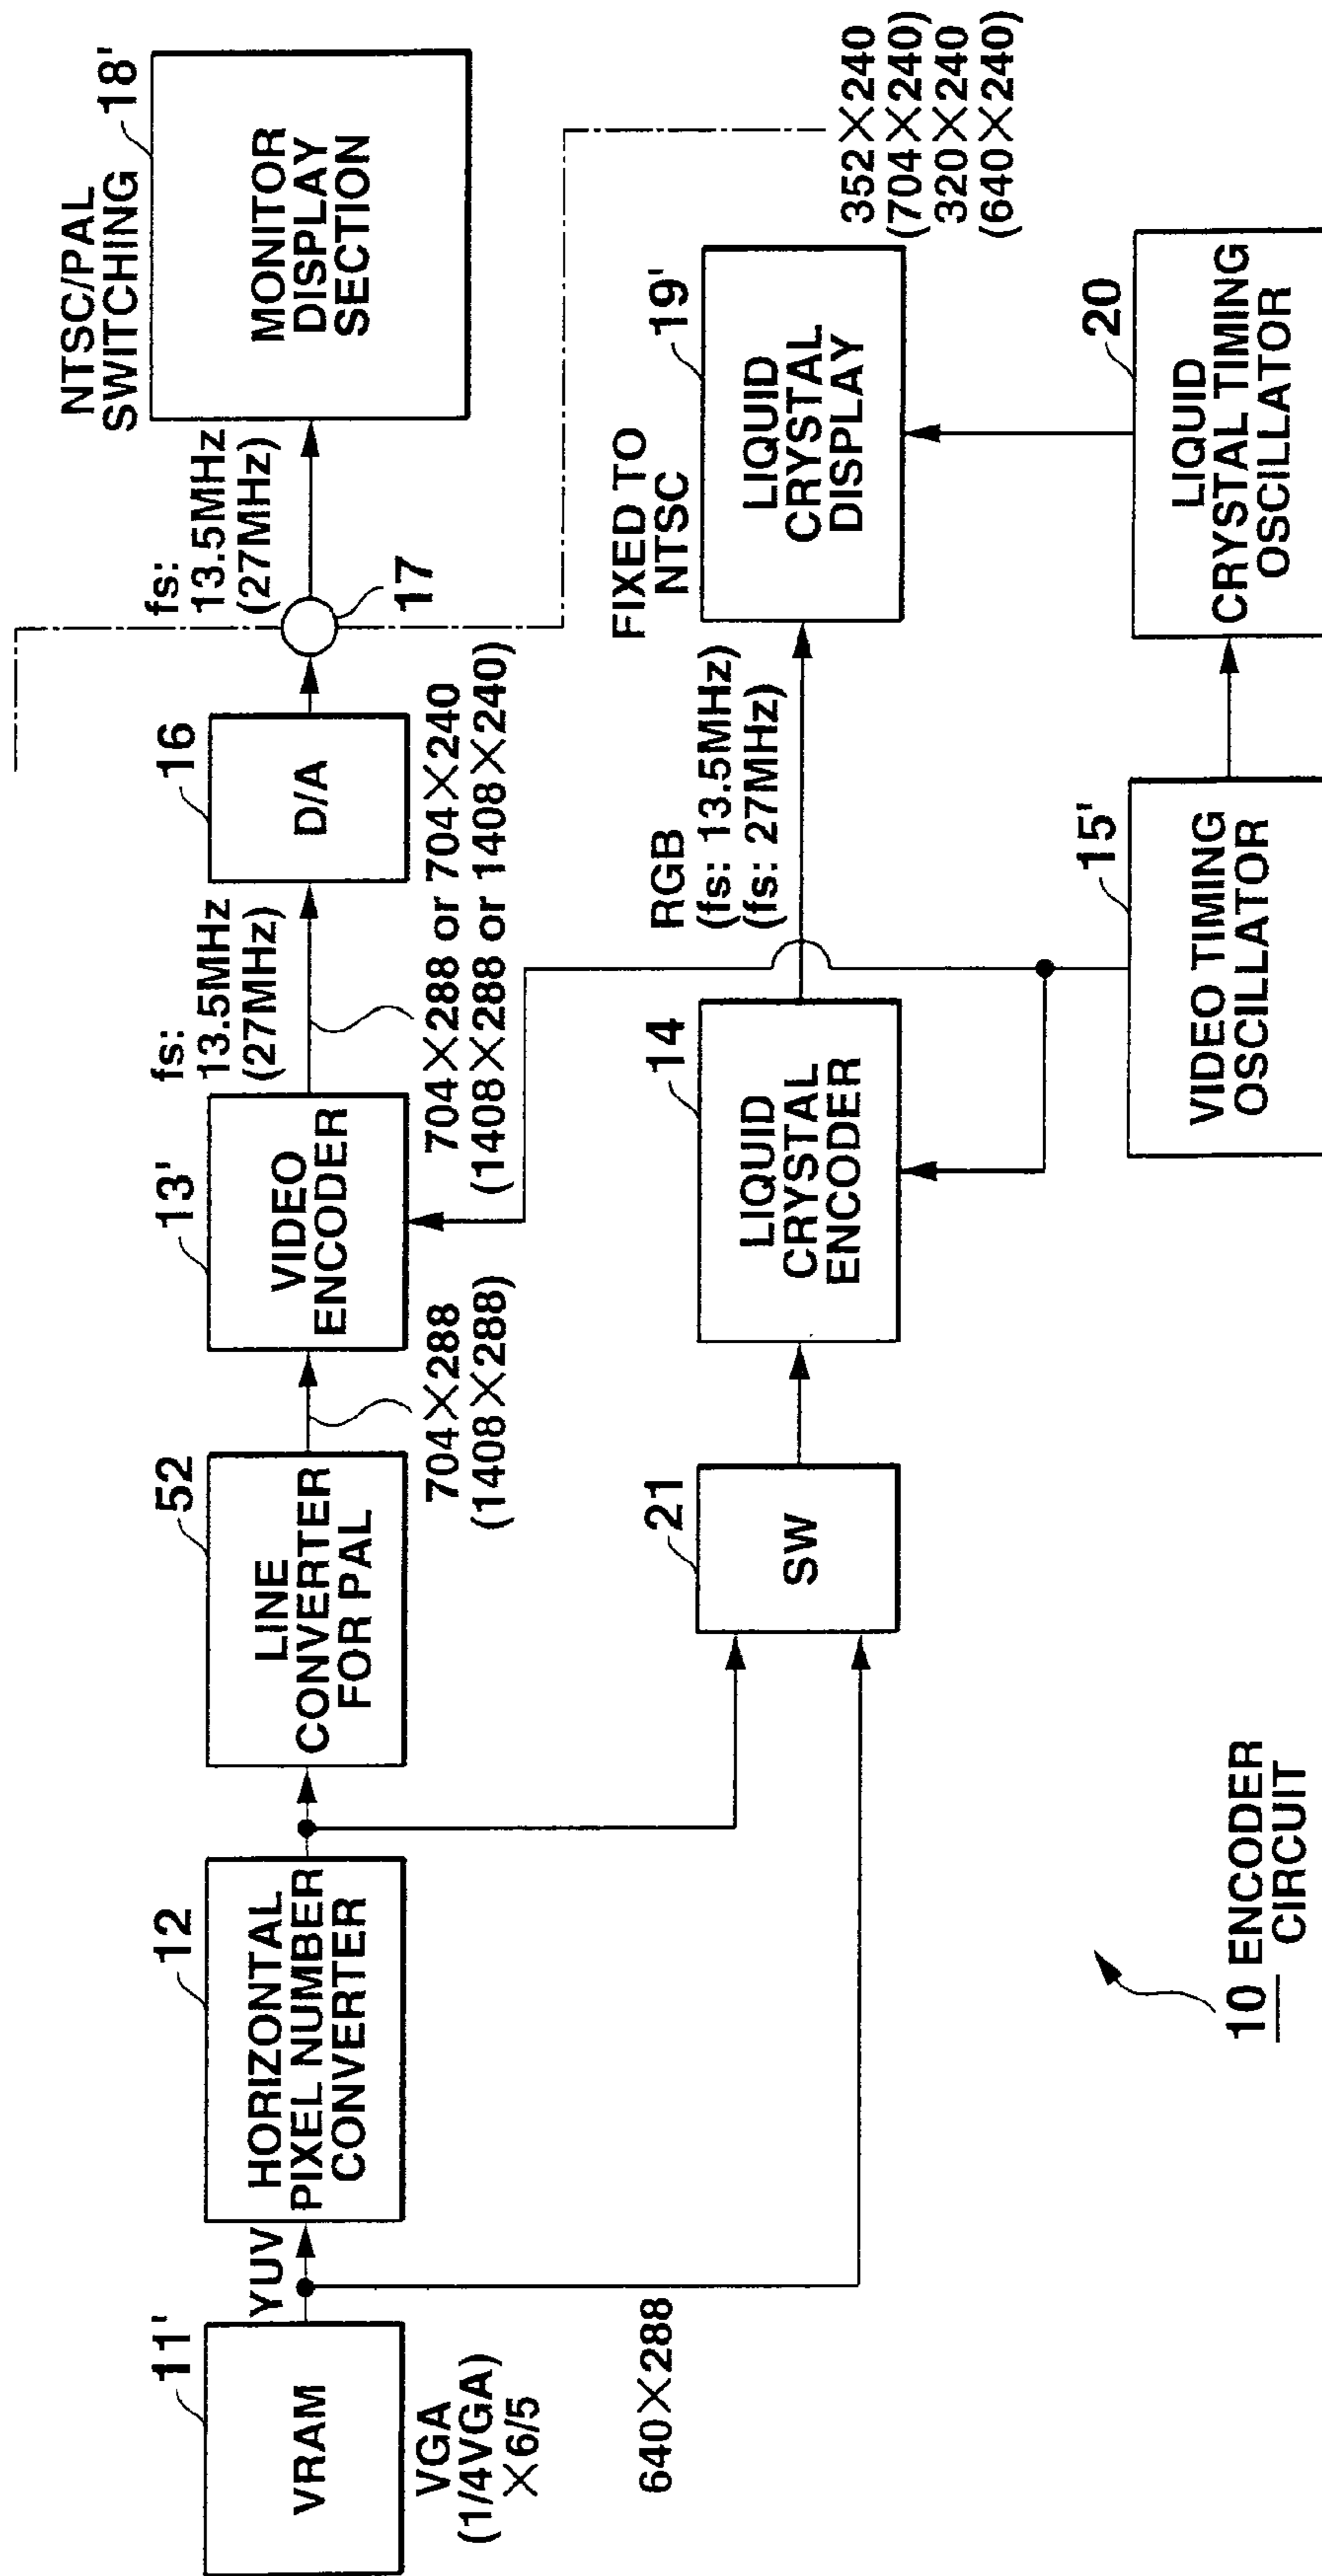 11'
VRAM
VGA
(1/4VGA)
×6/5
YUV
640×288
12
HORIZONTAL
PIXEL NUMBER
CONVERTER
52
LINE
CONVERTER
FOR PAL
704×288
(1408×288)
13'
VIDEO
ENCODER
fs:
13.5MHz
(27MHz)
704×288 or 704×240
(1408×288 or 1408×240)
16
D/A
17
fs:
13.5MHz
(27MHz)
NTSC/PAL
SWITCHING
18'
MONITOR
DISPLAY
SECTION
21
SW
14
LIQUID
CRYSTAL
ENCODER
RGB
(fs: 13.5MHz)
(fs: 27MHz)
FIXED TO
NTSC
19'
LIQUID
CRYSTAL
DISPLAY
352×240
(704×240)
320×240
(640×240)
15'
VIDEO TIMING
OSCILLATOR
20
LIQUID
CRYSTAL TIMING
OSCILLATOR
10 ENCODER
CIRCUIT